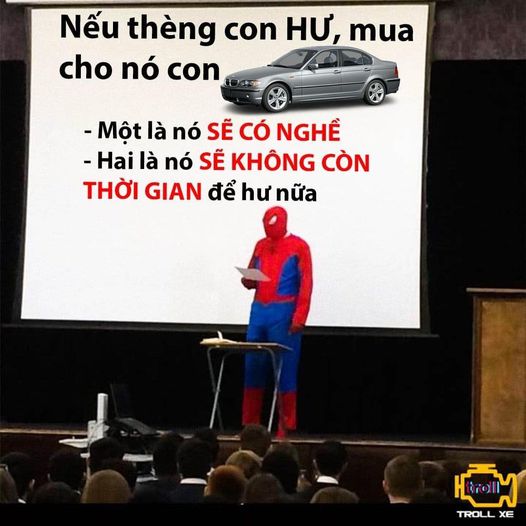 Nếu thèng con HƯ, mua
cho nó con
- Một là nó SẼ CÓ NGHỀ
- Hai là nó SẼ KHÔNG CÒN
THỜI GIAN để hư nữa
troll
TROLL XE